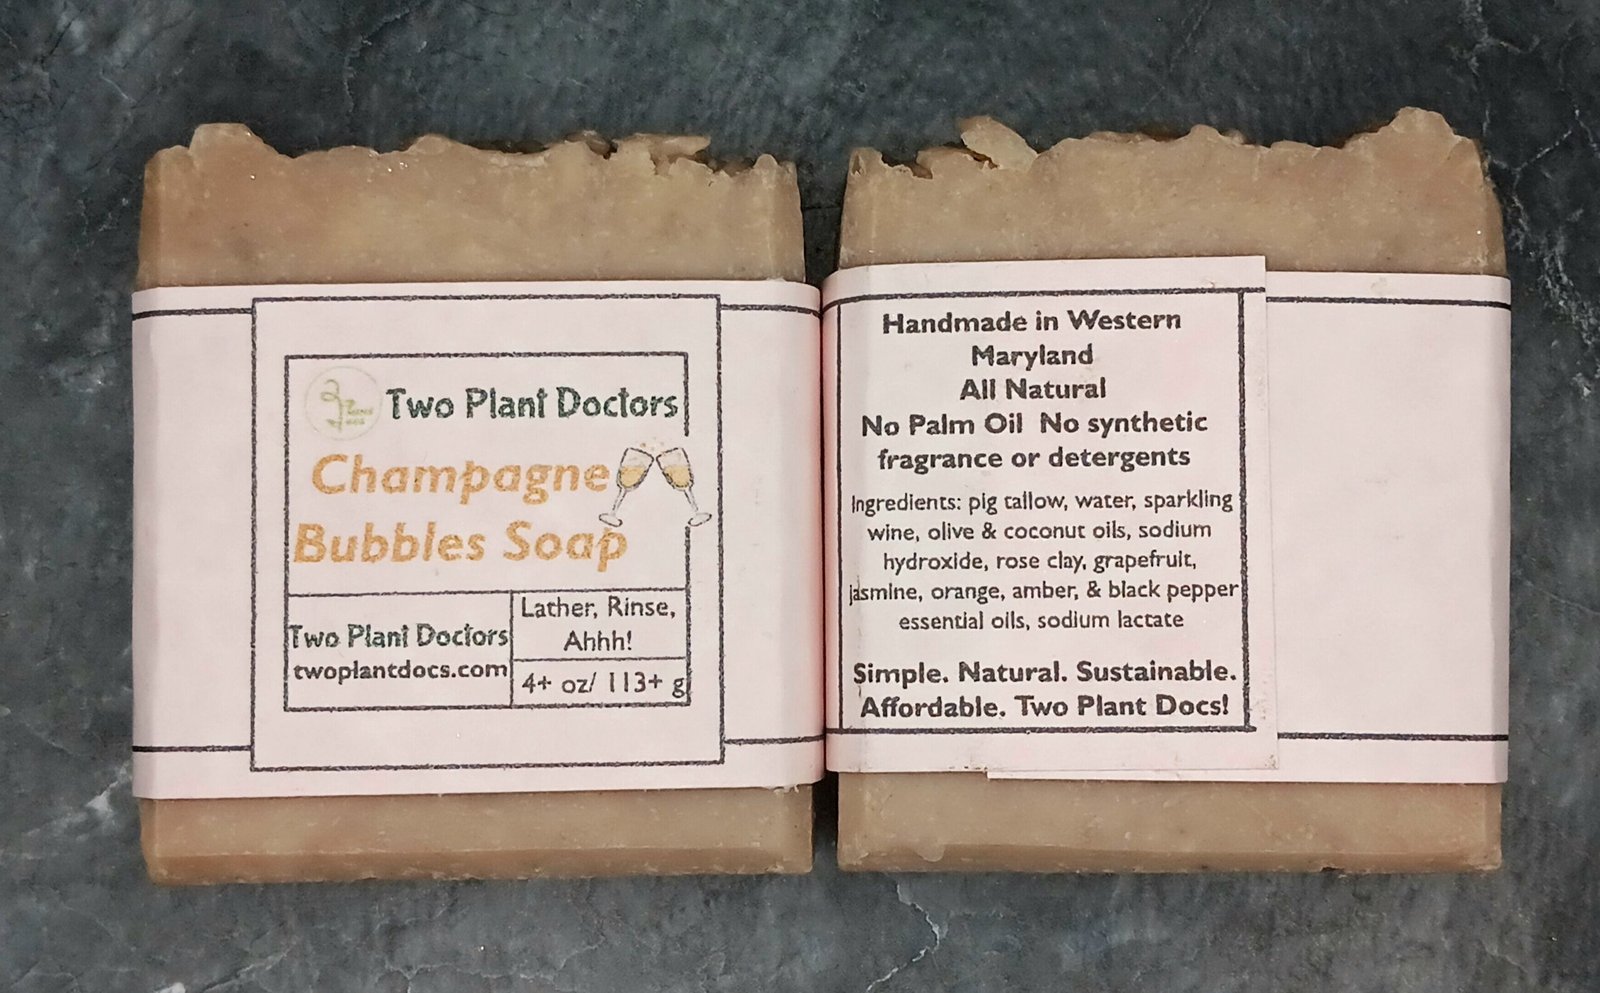 Two Plant Doctors
Champagne
Bubbles Soap
Two Plant Doctors
twoplantdocs.com
Lather, Rinse,
Ahhh!
4+ oz/ 113+ g
Handmade in Western
Maryland
All Natural
No Palm Oil No synthetic
fragrance or detergents
Ingredients: pig tallow, water, sparkling
wine, olive & coconut oils, sodium
hydroxide, rose clay, grapefruit,
jasmine, orange, amber, & black pepper
essential oils, sodium lactate
Simple. Natural. Sustainable.
Affordable. Two Plant Docs!